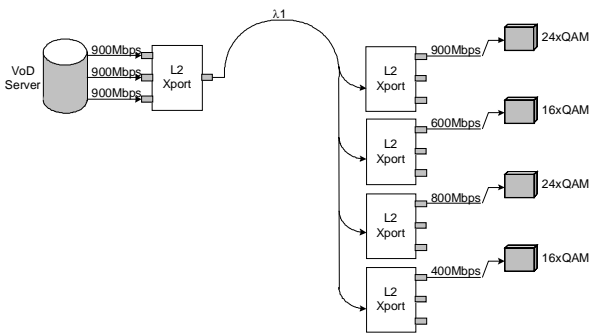 λ1
VoD
Server
900Mbps
900Mbps
900Mbps
L2
Xport
L2
Xport
900Mbps
24xQAM
L2
Xport
600Mbps
16xQAM
L2
Xport
800Mbps
24xQAM
L2
Xport
400Mbps
16xQAM